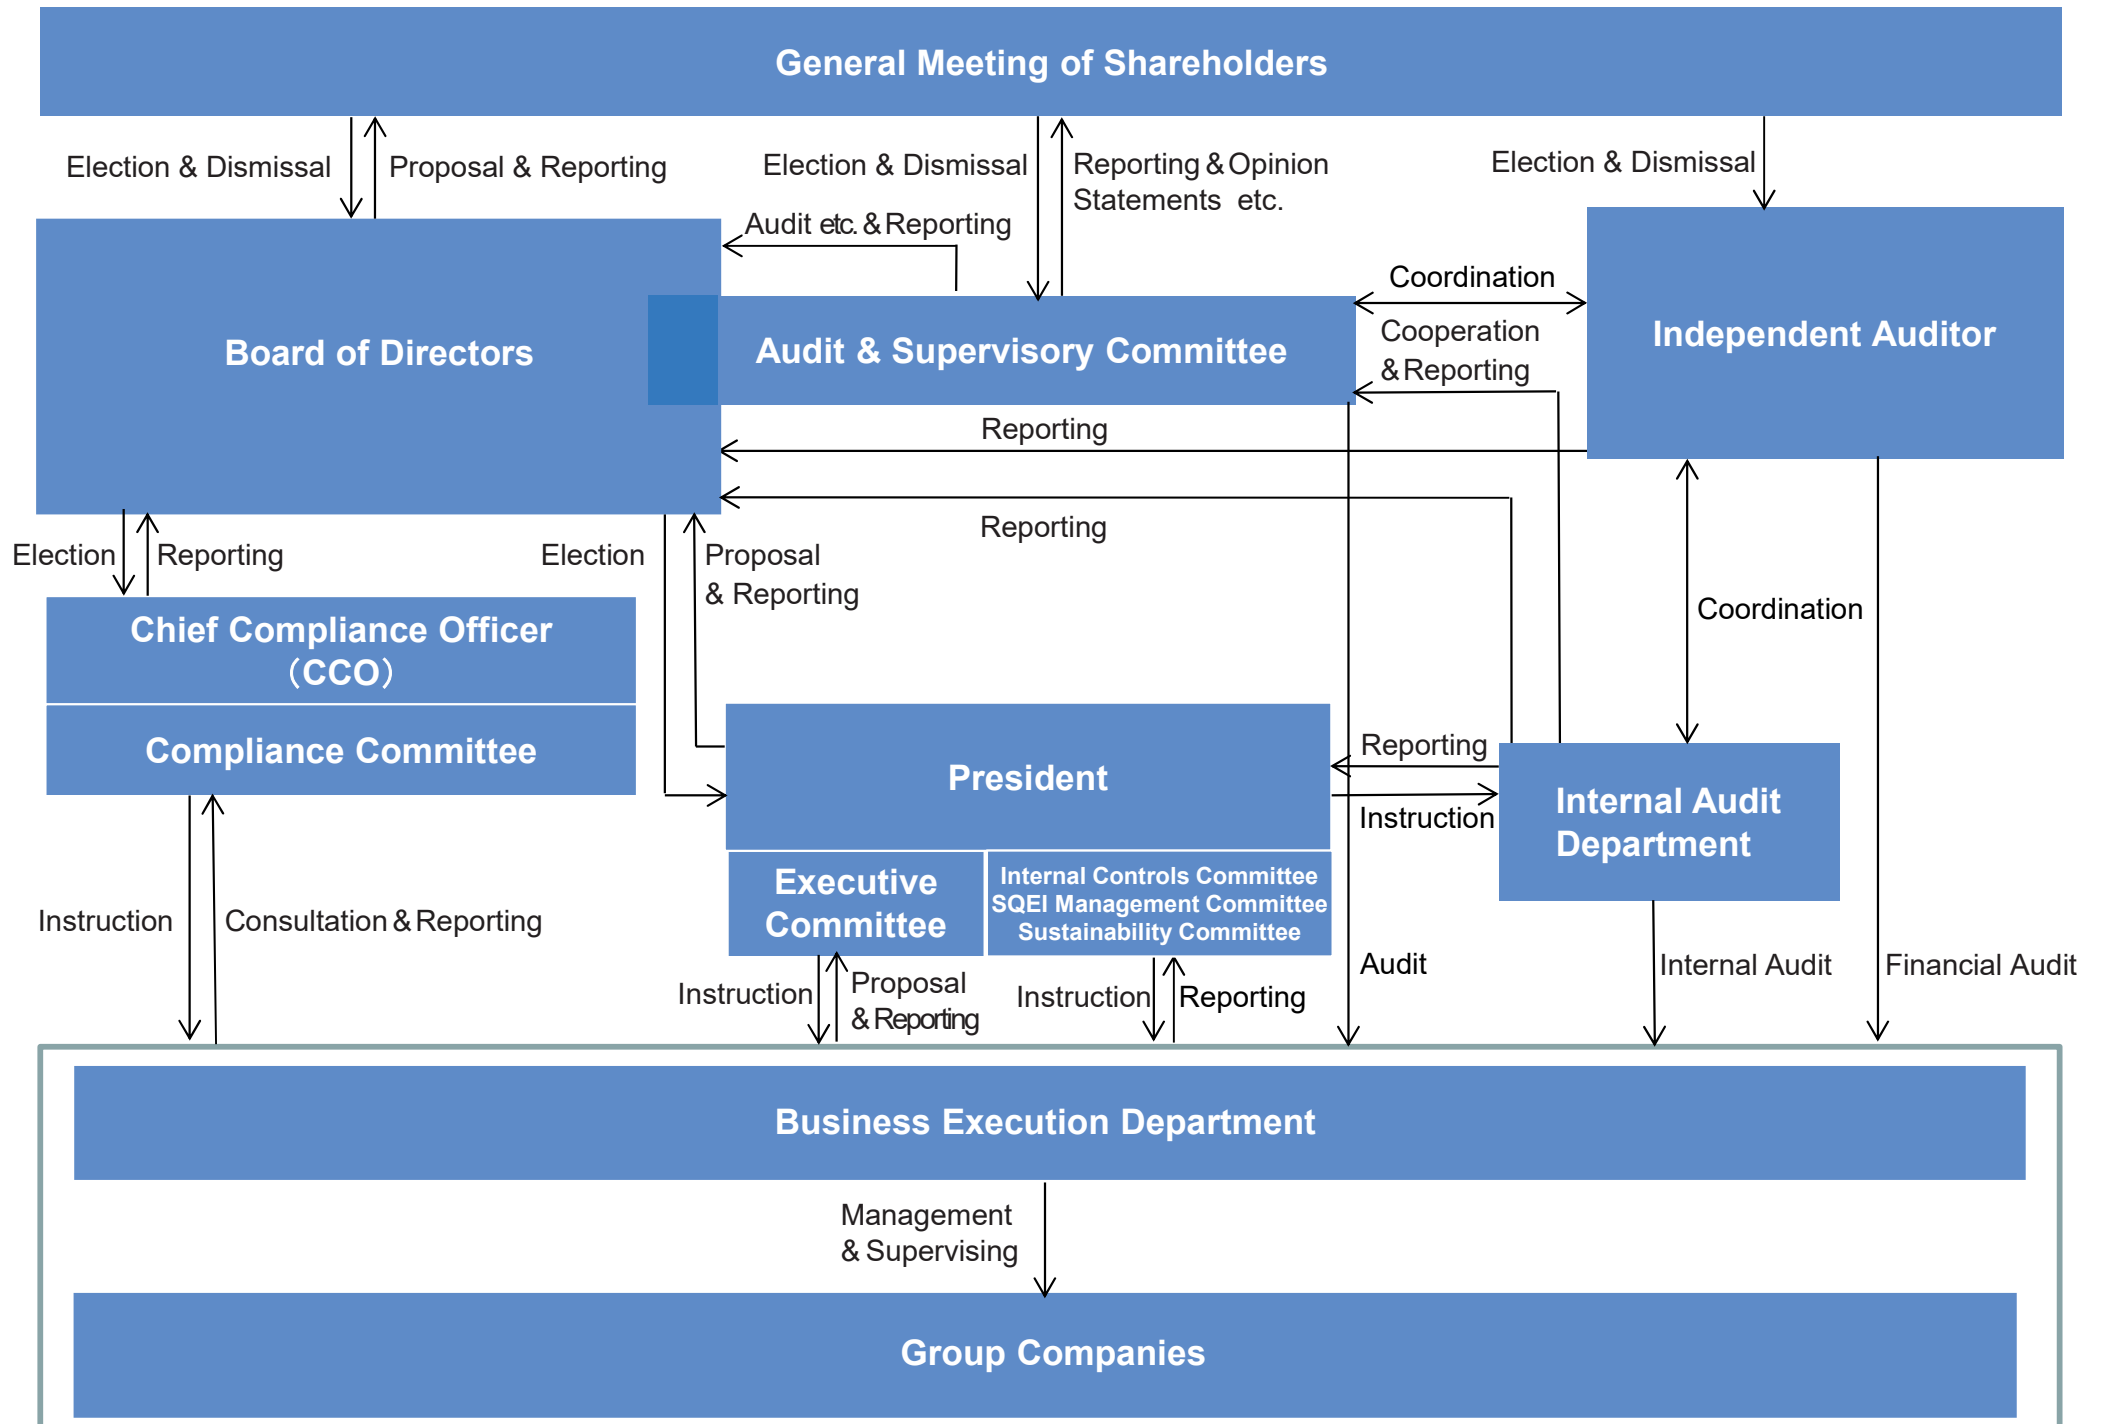 General Meeting of Shareholders
Election & Dismissal
Proposal & Reporting
Election & Dismissal
Reporting & Opinion
Statements etc.
Election & Dismissal
Audit etc. & Reporting
Board of Directors
Audit & Supervisory Committee
Coordination
Cooperation
& Reporting
Independent Auditor
Reporting
Reporting
Election
Reporting
Election
Proposal
& Reporting
Coordination
Chief Compliance Officer
（CCO）
Compliance Committee
President
Reporting
Instruction
Internal Audit
Department
Executive
Committee
Internal Controls Committee
SQEI Management Committee
Sustainability Committee
Instruction
Consultation & Reporting
Instruction
Proposal
& Reporting
Instruction
Reporting
Audit
Internal Audit
Financial Audit
Business Execution Department
Management
& Supervising
Group Companies